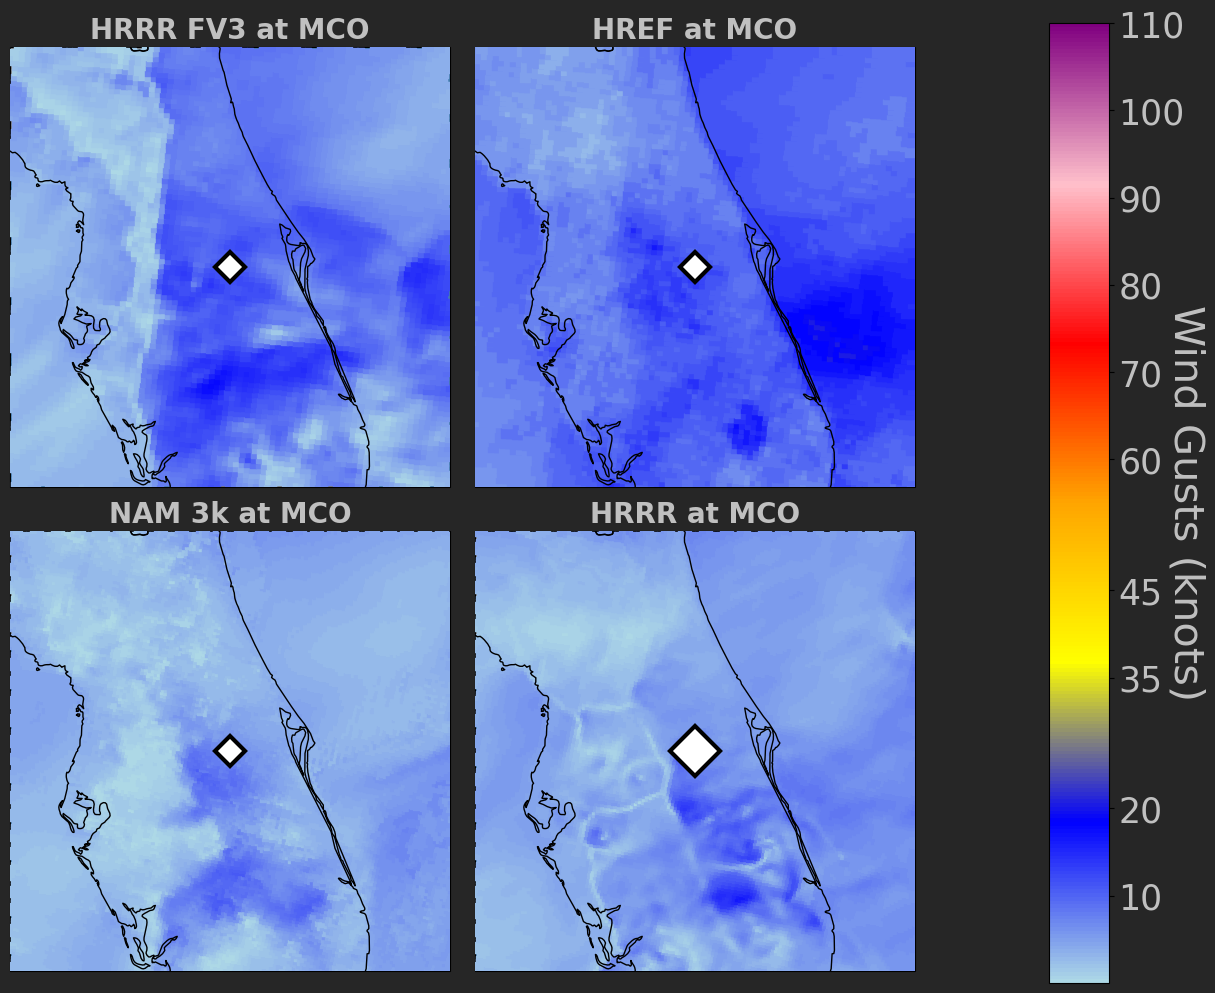 HRRR FV3 at MCO
HREF at MCO
NAM 3k at MCO
HRRR at MCO
110
100
90
80
70
60
45
35
20
10
Wind Gusts (knots)